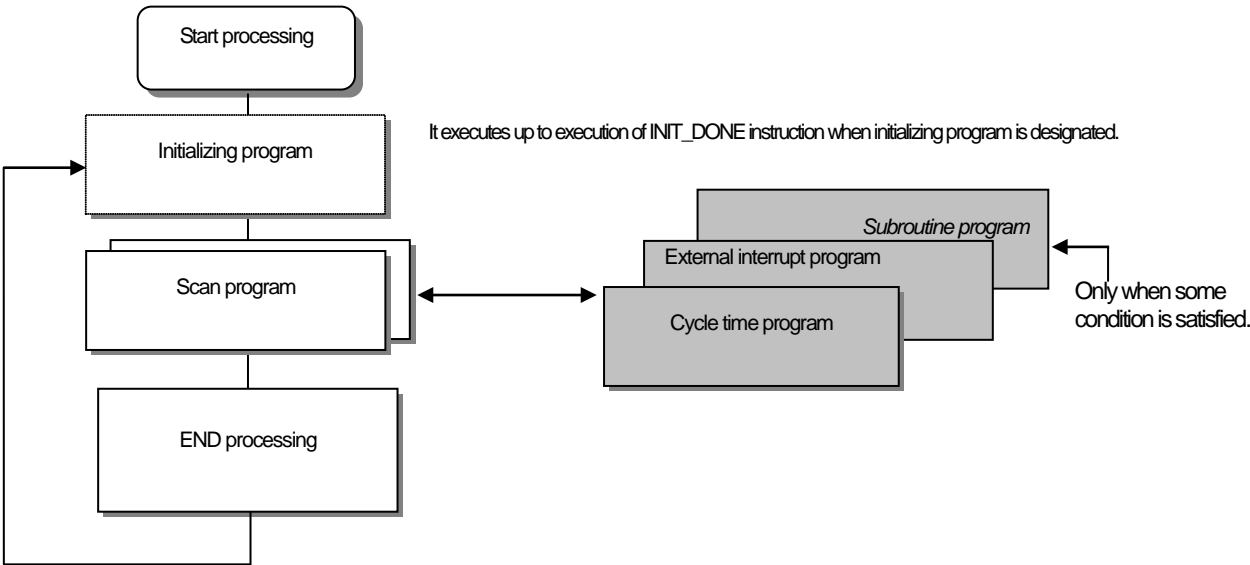 Start processing
It executes up to execution of INIT_DONE instruction when initializing program is designated.
Initializing program
Subroutine program
External interrupt program
Scan program
Only when some
condition is satisfied.
Cycle time program
END processing